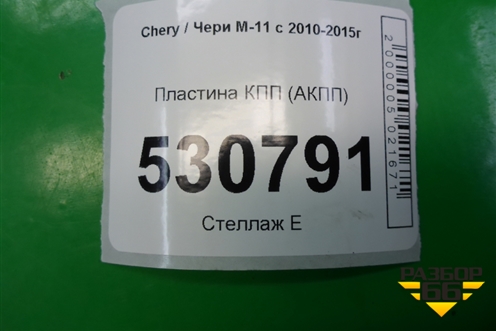 Chery / Чери М-11 с 2010-2015г
Пластина КПП (АКПП)
530791
Стеллаж Е
2000005021671
РАЗБОР
66